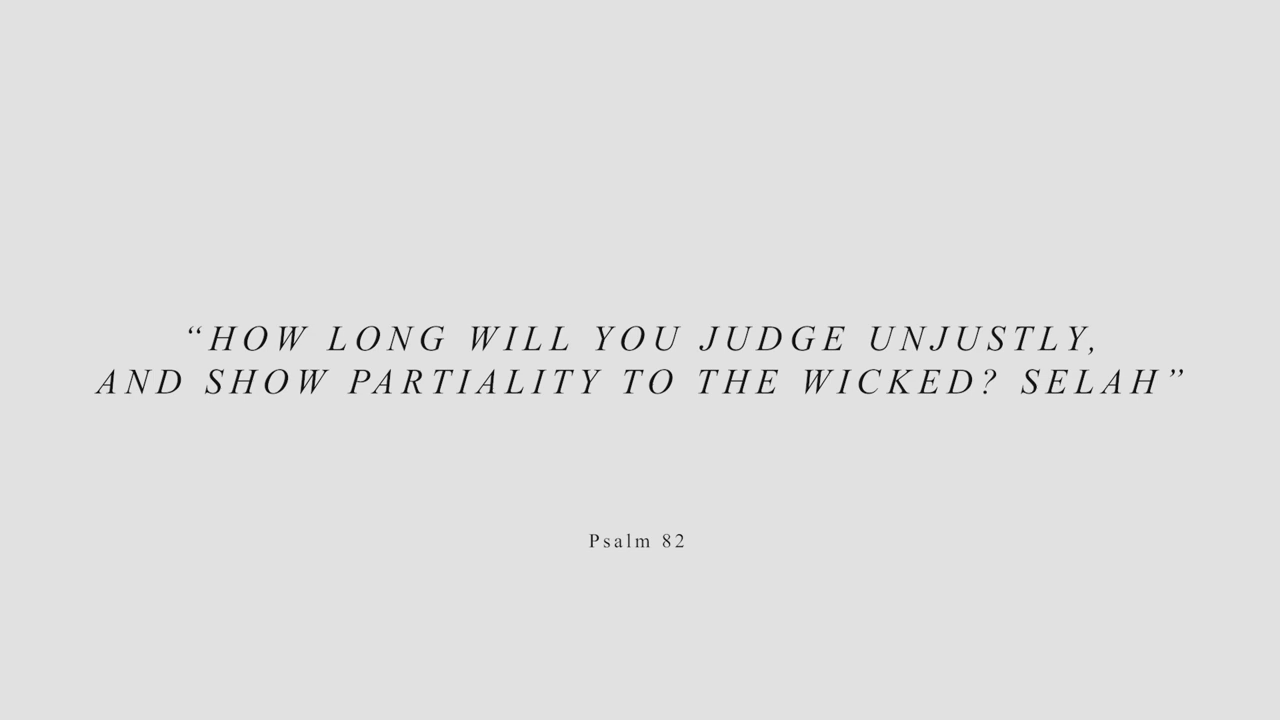 “HOW LONG WILL YOU JUDGE UNJUSTLY,
AND SHOW PARTIALITY TO THE WICKED? SELAH”
Psalm 82